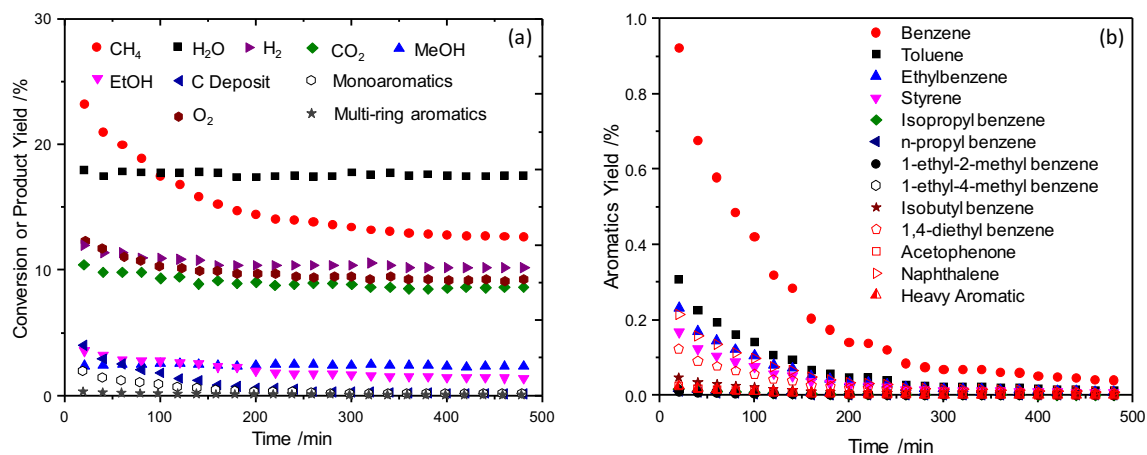 (a)
CH4 H2O H2 CO2 MeOH
EtOH C Deposit Monoaromatics
O2 Multi-ring aromatics
Conversion or Product Yield /%
30
20
10
0
0 100 200 300 400 500
Time /min
(b)
Benzene
Toluene
Ethylbenzene
Styrene
Isopropyl benzene
n-propyl benzene
1-ethyl-2-methyl benzene
1-ethyl-4-methyl benzene
Isobutyl benzene
1,4-diethyl benzene
Acetophenone
Naphthalene
Heavy Aromatic
Aromatics Yield /%
1.0
0.8
0.6
0.4
0.2
0.0
0 100 200 300 400 500
Time /min